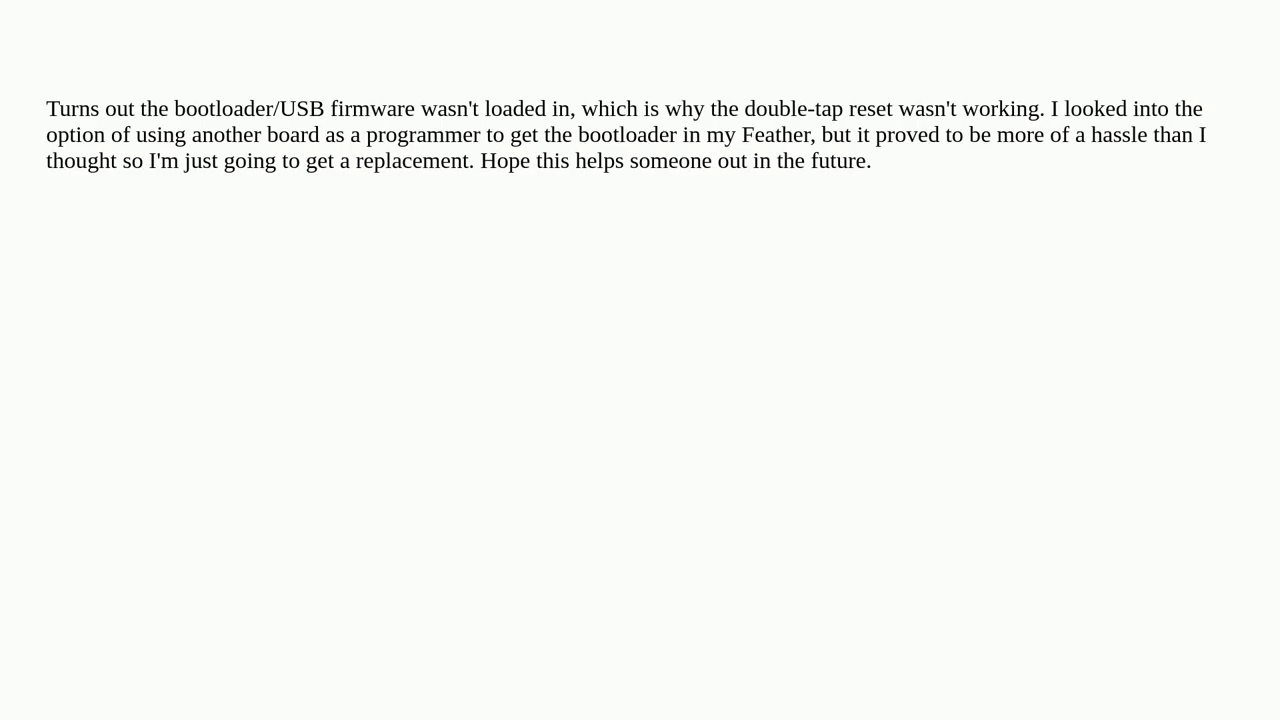 Turns out the bootloader/USB firmware wasn't loaded in, which is why the double-tap reset wasn't working. I looked into the
option of using another board as a programmer to get the bootloader in my Feather, but it proved to be more of a hassle than I
thought so I'm just going to get a replacement. Hope this helps someone out in the future.